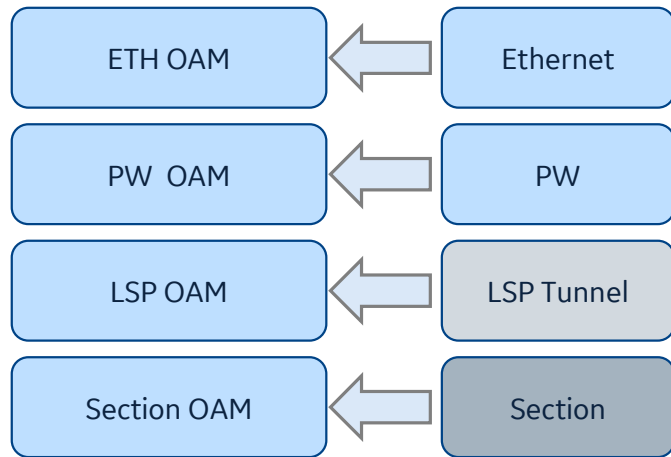 ETH OAM
Ethernet
PW OAM
PW
LSP OAM
LSP Tunnel
Section OAM
Section